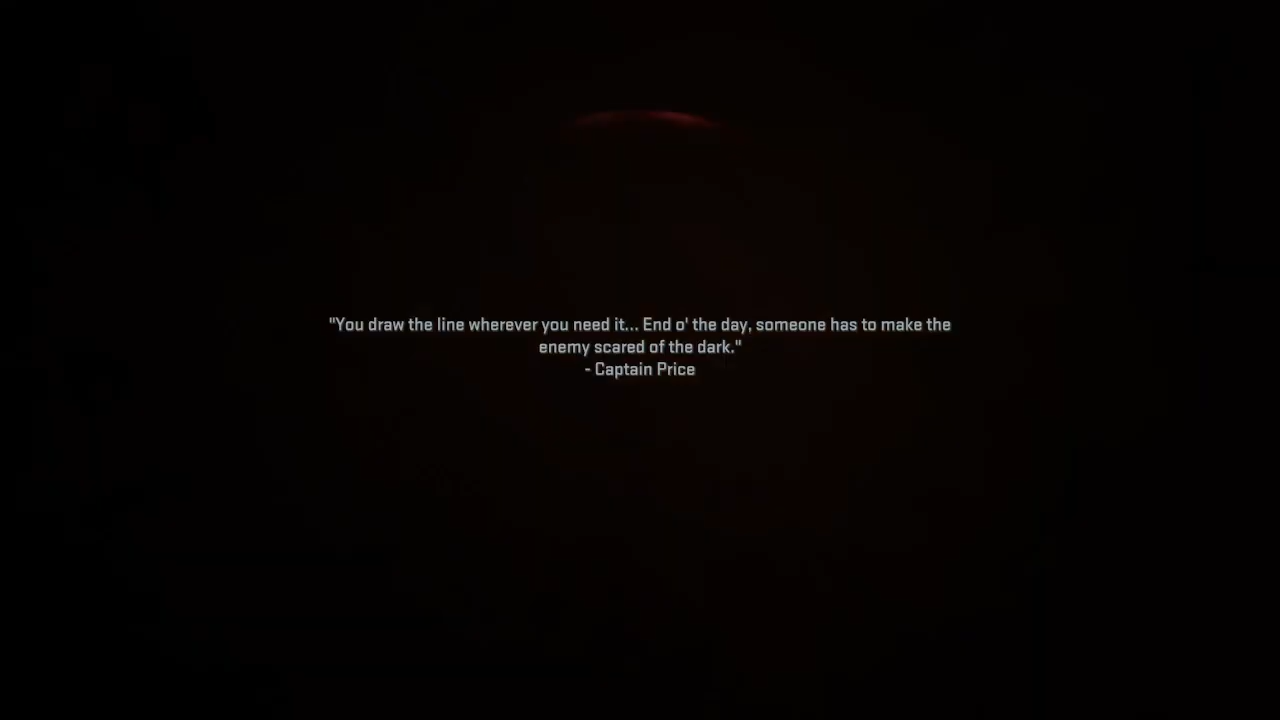 "You draw the line wherever you need it... End o' the day, someone has to make the
enemy scared of the dark."
- Captain Price